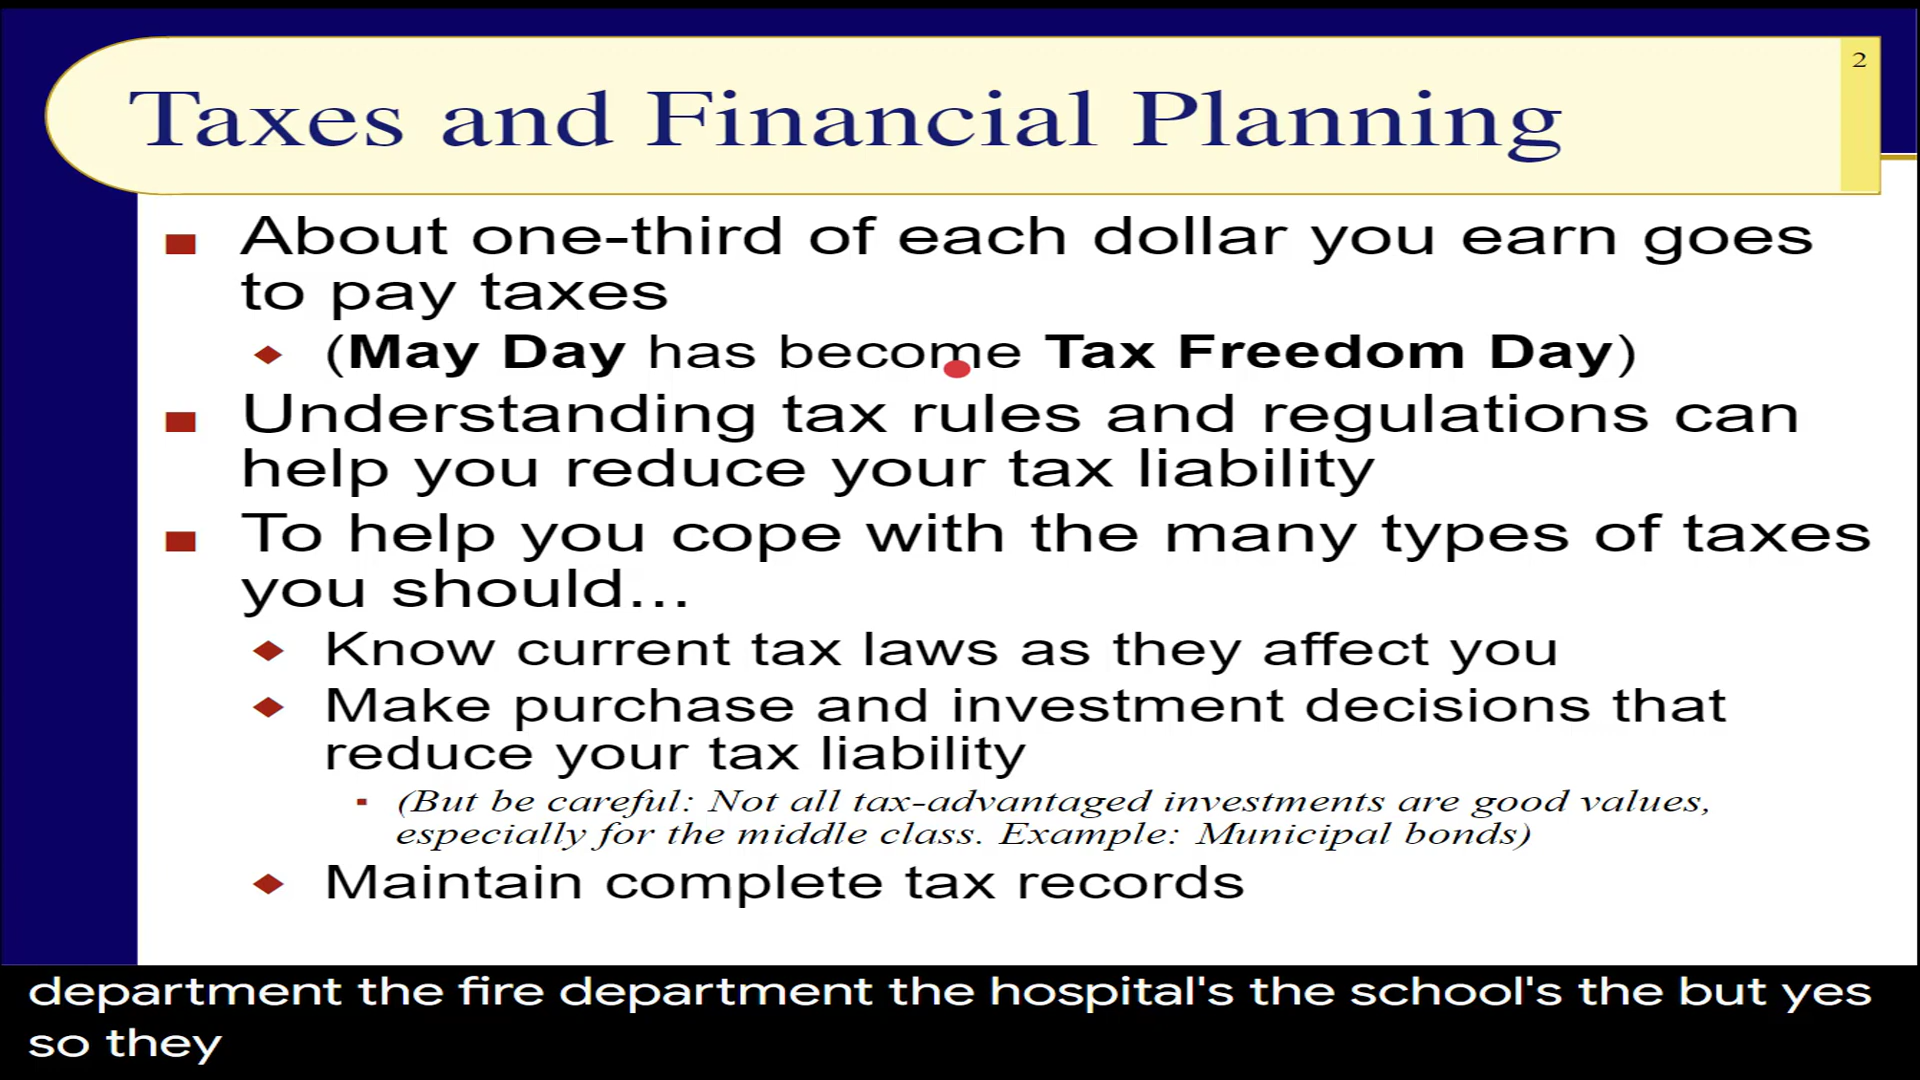 2
Taxes and Financial Planning
About one-third of each dollar you earn goes
to pay taxes
(May Day has become Tax Freedom Day)
Understanding tax rules and regulations can
help you reduce your tax liability
To help you cope with the many types of taxes
you should...
Know current tax laws as they affect you
Make purchase and investment decisions that
reduce your tax liability
(But be careful: Not all tax-advantaged investments are good values,
especially for the middle class. Example: Municipal bonds)
Maintain complete tax records
department the fire department the hospital's the school's the but yes
so they